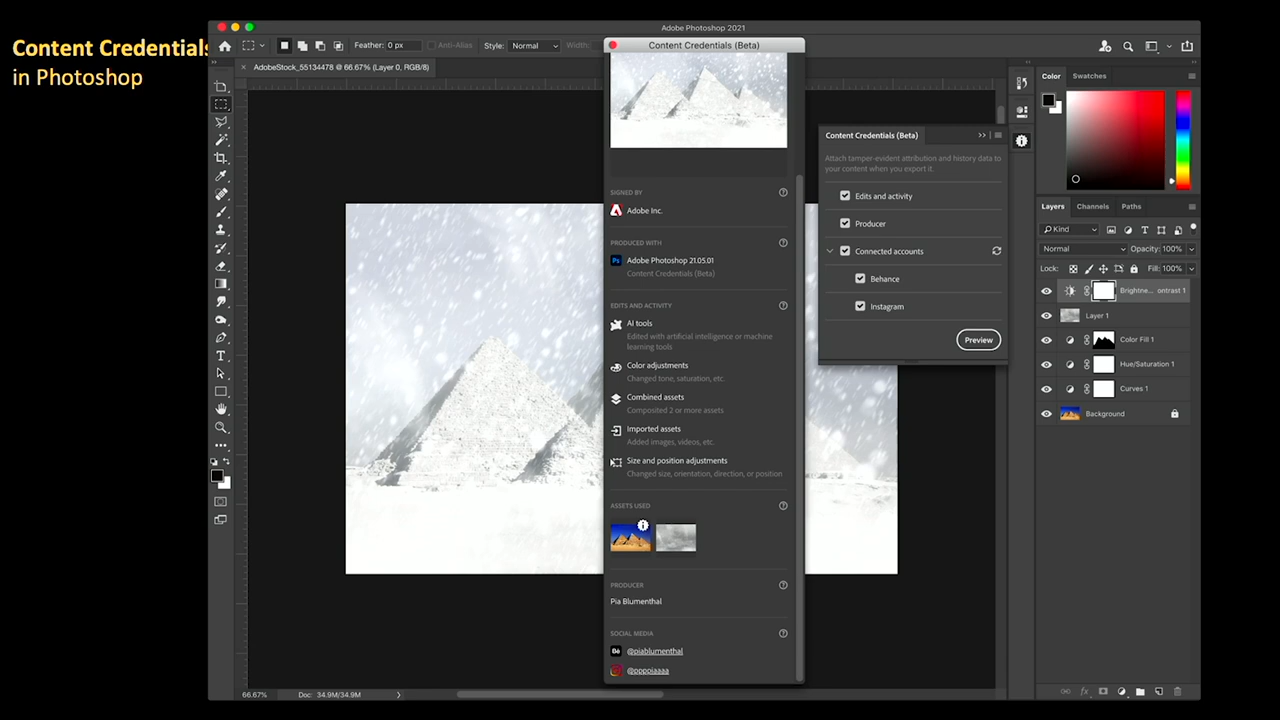 Content Credentials
in Photoshop
Adobe Photoshop 2021
Feather: 0 px
Anti-Alias
Style: Normal
Width:
AdobeStock_55134478 @ 66.67% (Layer 0, RGB/8)
Content Credentials (Beta)
SIGNED BY
Adobe Inc.
PRODUCED WITH
Ps
Adobe Photoshop 21.05.01
Content Credentials (Beta)
EDITS AND ACTIVITY
AI tools
Edited with artificial intelligence or machine
learning tools
Color adjustments
Changed tone, saturation, etc.
Combined assets
Composited 2 or more assets
Imported assets
Added images, videos, etc.
Size and position adjustments
Changed size, orientation, direction, or position
ASSETS USED
PRODUCER
Pia Blumenthal
SOCIAL MEDIA
Bē @piablumenthal
@ppppiaaaa
Content Credentials (Beta)
Attach tamper-evident attribution and history data to
your content when you export it.
Edits and activity
Producer
Connected accounts
Behance
Instagram
Preview
Color Swatches
Layers Channels Paths
Kind
Normal Opacity: 100%
Lock: Fill: 100%
Brightne... ontrast 1
Layer 1
Color Fill 1
Hue/Saturation 1
Curves 1
Background
fx
66.67% Doc: 34.9M/34.9M